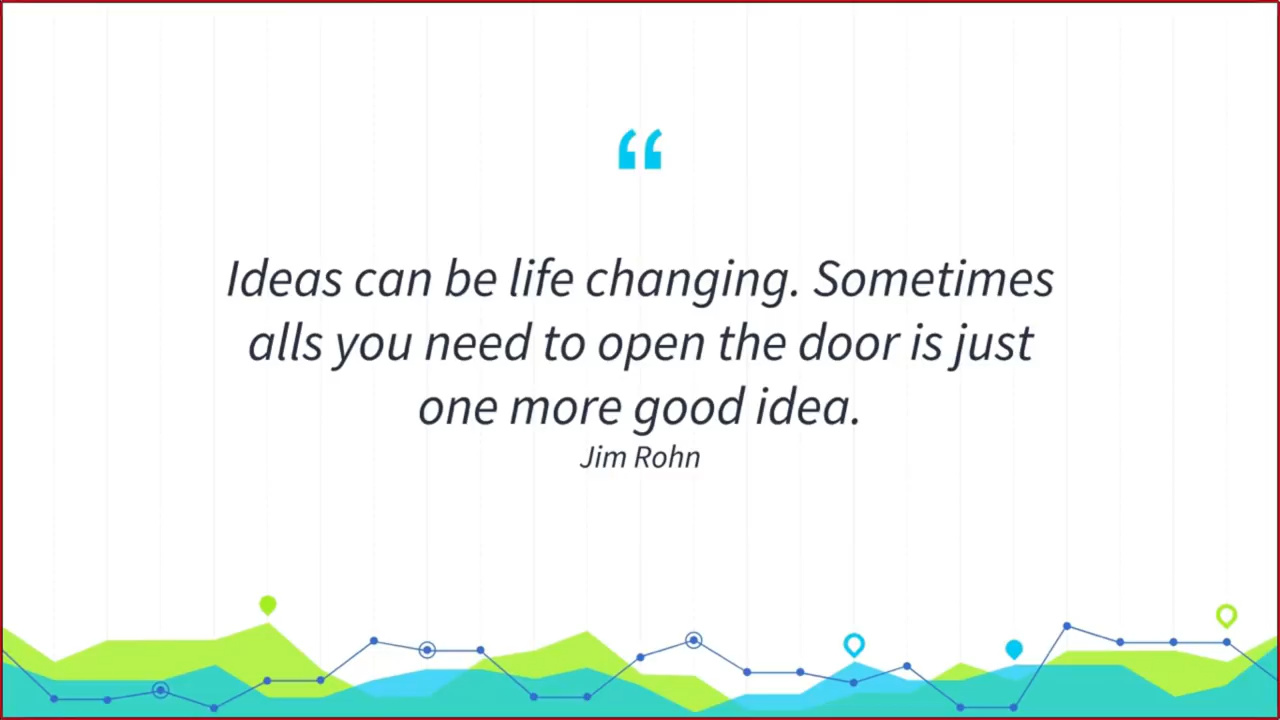 “
Ideas can be life changing. Sometimes
alls you need to open the door is just
one more good idea.
Jim Rohn